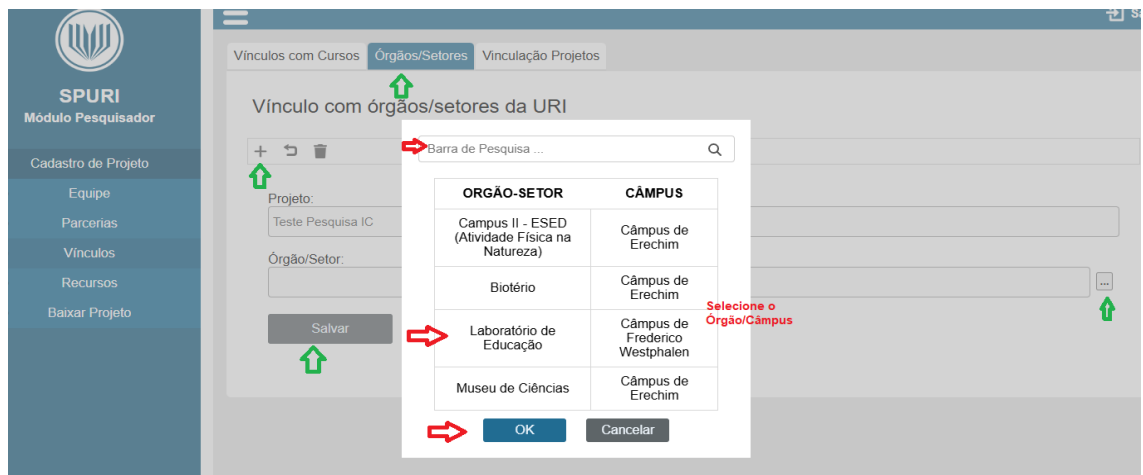 SPURI
Módulo Pesquisador
Cadastro de Projeto
Equipe
Parcerias
Vínculos
Recursos
Baixar Projeto
Vínculos com Cursos Órgãos/Setores Vinculação Projetos
Vínculo com órgãos/setores da URI
Projeto:
Teste Pesquisa IC
Órgão/Setor:
...
Salvar
Barra de Pesquisa ...
ORGÃO-SETOR CÂMPUS
Campus II - ESED
(Atividade Física na
Natureza)
Câmpus de
Erechim
Biotério
Câmpus de
Erechim
Laboratório de
Educação
Câmpus de
Frederico
Westphalen
Museu de Ciências
Câmpus de
Erechim
OK Cancelar
Selecione o
Órgão/Câmpus